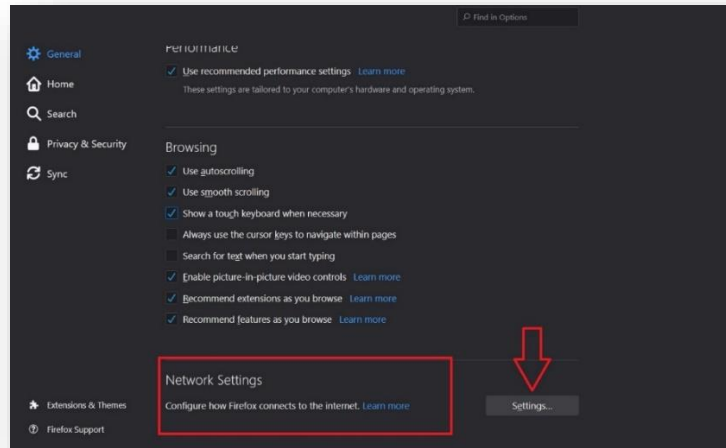 Find in Options
General
Home
Search
Privacy & Security
Sync
Performance
Use recommended performance settings Learn more
These settings are tailored to your computer's hardware and operating system.
Browsing
Use autoscrolling
Use smooth scrolling
Show a touch keyboard when necessary
Always use the cursor keys to navigate within pages
Search for text when you start typing
Enable picture-in-picture video controls Learn more
Recommend extensions as you browse Learn more
Recommend features as you browse Learn more
Network Settings
Configure how Firefox connects to the internet. Learn more
Settings...
Extensions & Themes
Firefox Support